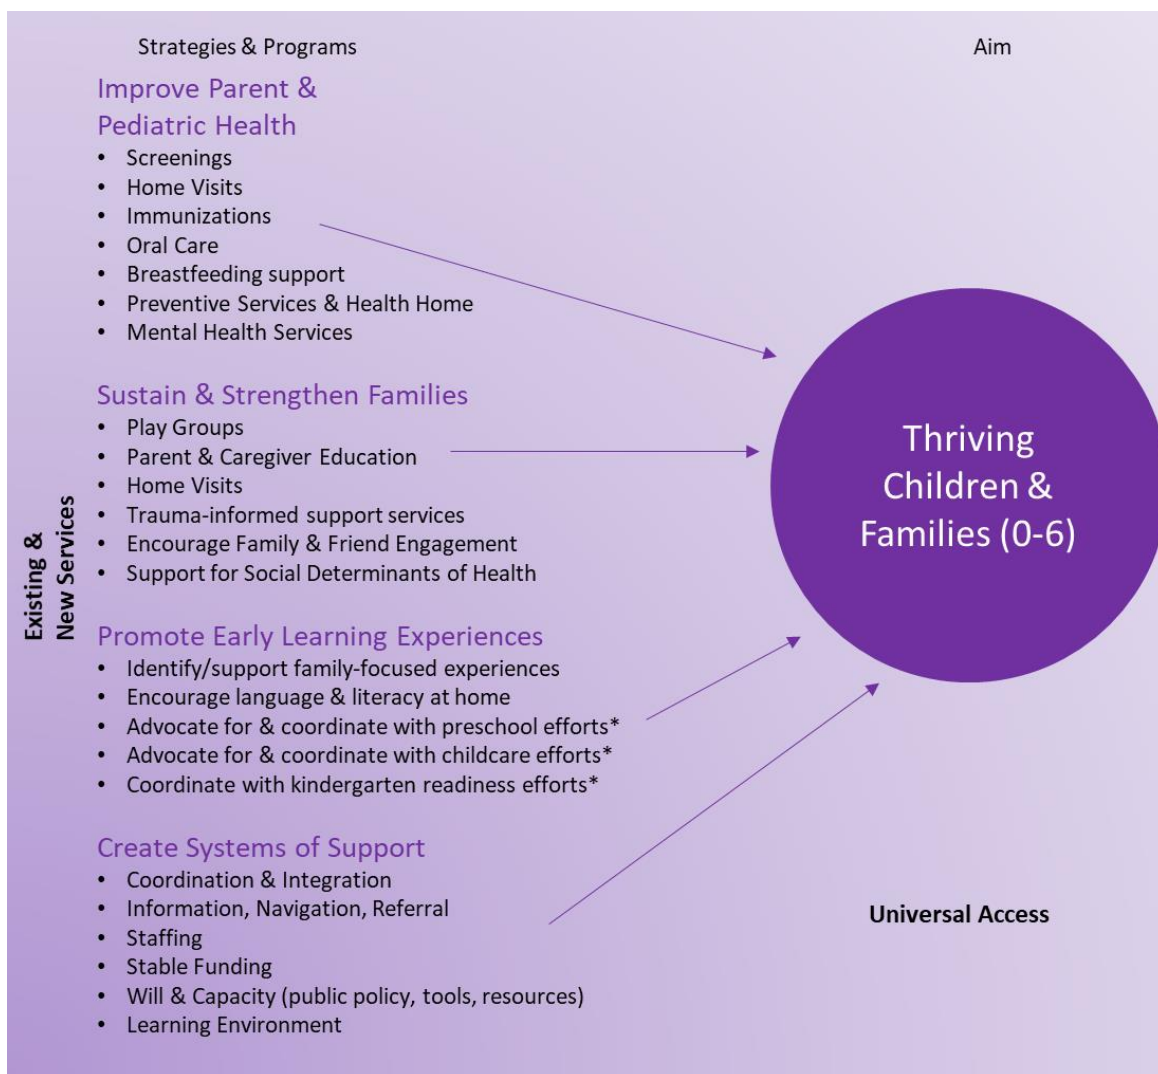 Strategies & Programs
Aim
Improve Parent &
Pediatric Health
• Screenings
• Home Visits
• Immunizations
• Oral Care
• Breastfeeding support
• Preventive Services & Health Home
• Mental Health Services
Sustain & Strengthen Families
• Play Groups
• Parent & Caregiver Education
• Home Visits
• Trauma-informed support services
• Encourage Family & Friend Engagement
• Support for Social Determinants of Health
Existing &
New Services
Promote Early Learning Experiences
• Identify/support family-focused experiences
• Encourage language & literacy at home
• Advocate for & coordinate with preschool efforts*
• Advocate for & coordinate with childcare efforts*
• Coordinate with kindergarten readiness efforts*
Create Systems of Support
• Coordination & Integration
• Information, Navigation, Referral
• Staffing
• Stable Funding
• Will & Capacity (public policy, tools, resources)
• Learning Environment
Thriving
Children &
Families (0-6)
Universal Access